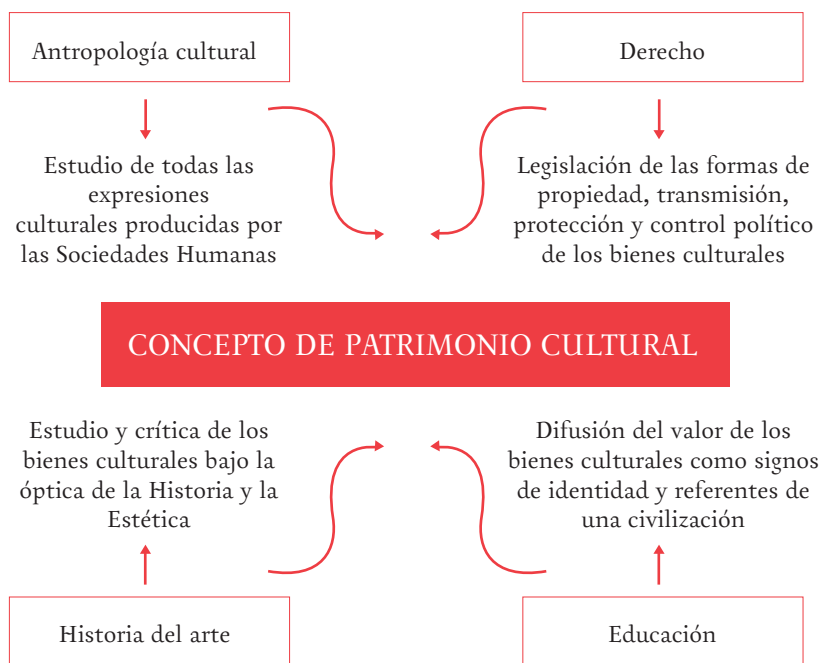 Antropología cultural
Derecho
Estudio de todas las
expresiones
culturales producidas por
las Sociedades Humanas
Legislación de las formas de
propiedad, transmisión,
protección y control político
de los bienes culturales
CONCEPTO DE PATRIMONIO CULTURAL
Estudio y crítica de los
bienes culturales bajo la
óptica de la Historia y la
Estética
Difusión del valor de los
bienes culturales como signos
de identidad y referentes de
una civilización
Historia del arte
Educación